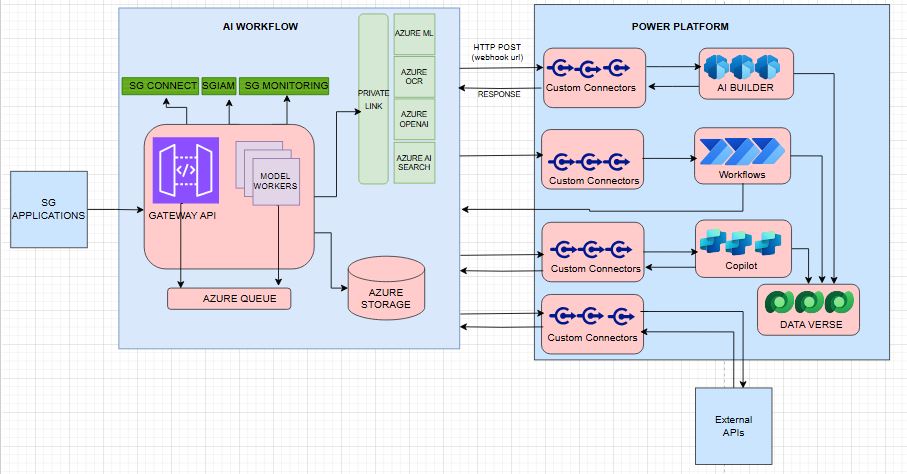 AI WORKFLOW
POWER PLATFORM
SG CONNECT
SGIAM
SG MONITORING
PRIVATE
LINK
AZURE ML
AZURE
OCR
AZURE
OPENAI
AZURE AI
SEARCH
HTTP POST
(webhook url)
RESPONSE
Custom Connectors
AI BUILDER
Custom Connectors
Workflows
Custom Connectors
Copilot
Custom Connectors
DATA VERSE
SG
APPLICATIONS
GATEWAY API
MODEL
WORKERS
AZURE QUEUE
AZURE
STORAGE
External
APIs